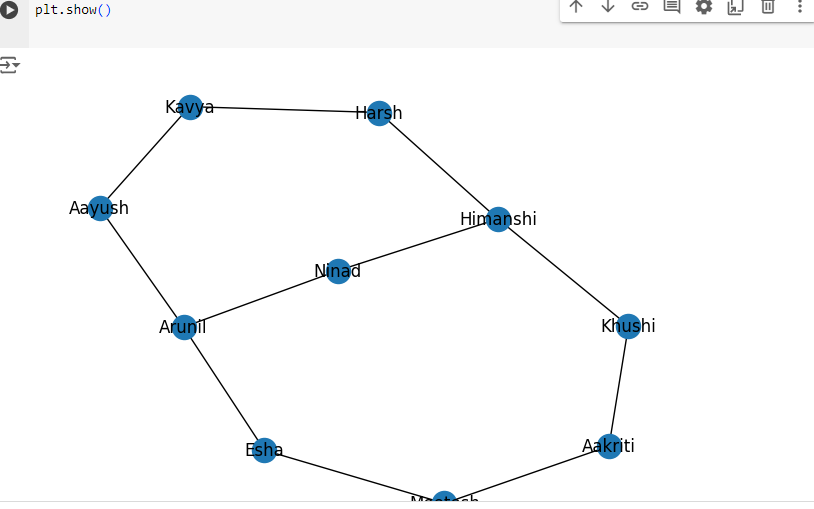 plt.show()
Kavya
Harsh
Aayush
Himanshi
Ninad
Arunil
Khushi
Esha
Aakriti